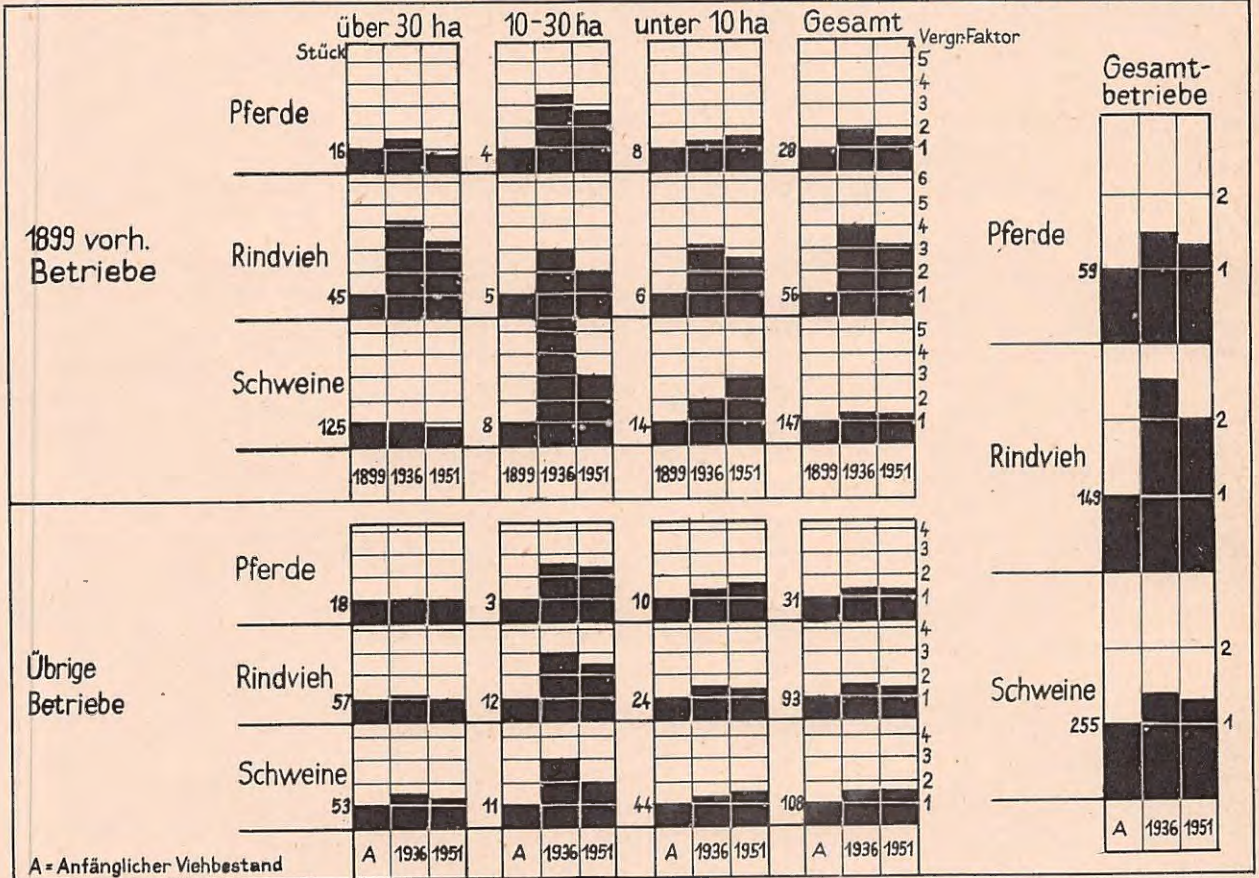 über 30 ha 10-30 ha unter 10 ha Gesamt
Stück Vergr.Faktor
5
4
3
2
1
Pferde 16 4 8 28
6
5
4
3
2
1
1899 vorh.
Betriebe
Rindvieh 45 5 6 56
5
4
3
2
1
Schweine 125 8 14 147
1899 1936 1951 1899 1936 1951 1899 1936 1951 1899 1936 1951
4
3
2
1
Pferde 18 3 10 31
4
3
2
1
Übrige
Betriebe
Rindvieh 57 12 24 93
4
3
2
1
Schweine 53 11 44 108
A 1936 1951 A 1936 1951 A 1936 1951 A 1936 1951
A = Anfänglicher Viehbestand
Gesamt-
betriebe
2
Pferde
59 1
2
Rindvieh
149 1
2
Schweine
255 1
A 1936 1951